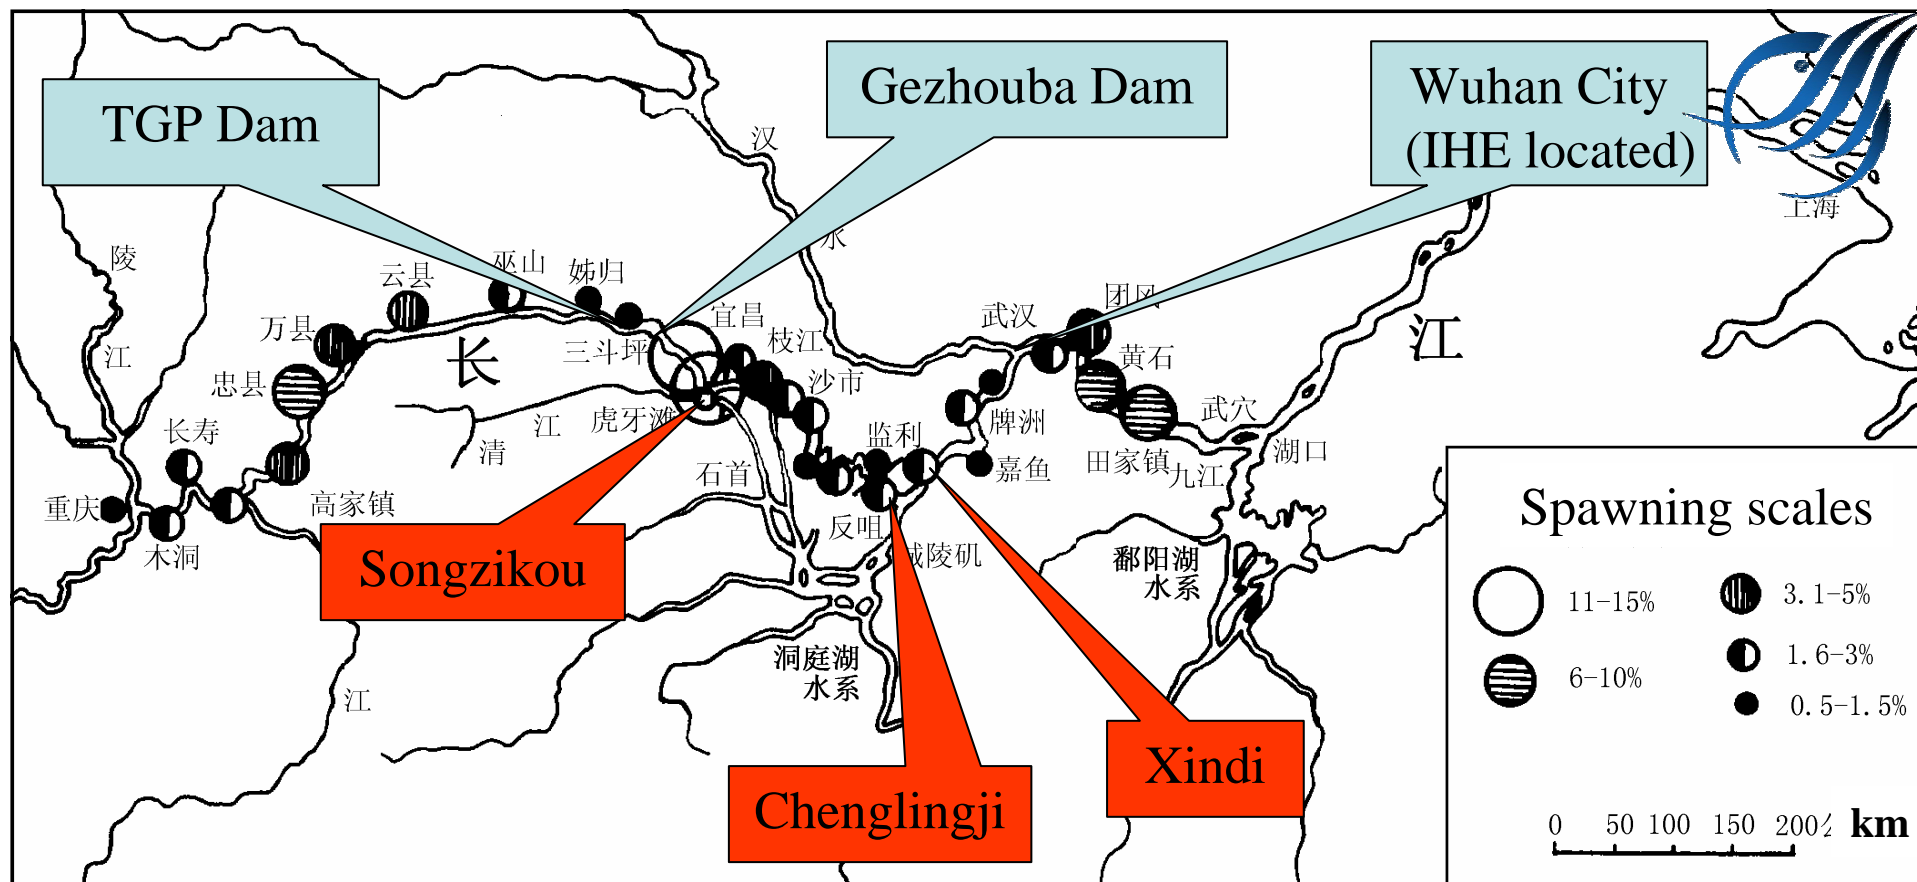 TGP Dam
Gezhouba Dam
Wuhan City
(IHE located)
汉
水
上海
陵
江
云县
巫山
姊归
宜昌
万县
三斗坪
枝江
武汉
团风
长
江
忠县
沙市
黄石
长寿
虎牙滩
江
清
监利
牌洲
武穴
石首
嘉鱼
田家镇
九江
湖口
重庆
高家镇
木洞
反咀
城陵矶
鄱阳湖
水系
Songzikou
洞庭湖
水系
江
Chenglingji
Xindi
Spawning scales
11-15%
3.1-5%
6-10%
1.6-3%
0.5-1.5%
0 50 100 150 200 km